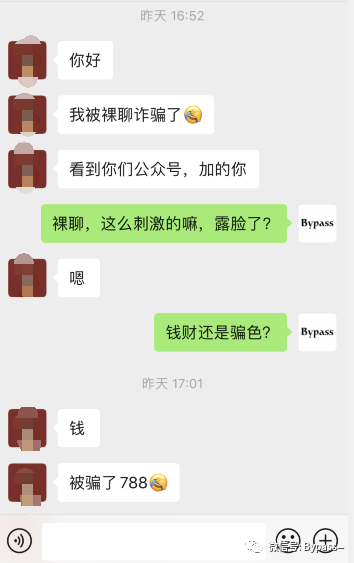 昨天 16:52
你好
我被裸聊诈骗了😂
看到你们公众号，加的你
裸聊，这么刺激的嘛，露脸了？
Bypass
嗯
钱财还是骗色？
Bypass
昨天 17:01
钱
被骗了788😂
微信号: Bypass--